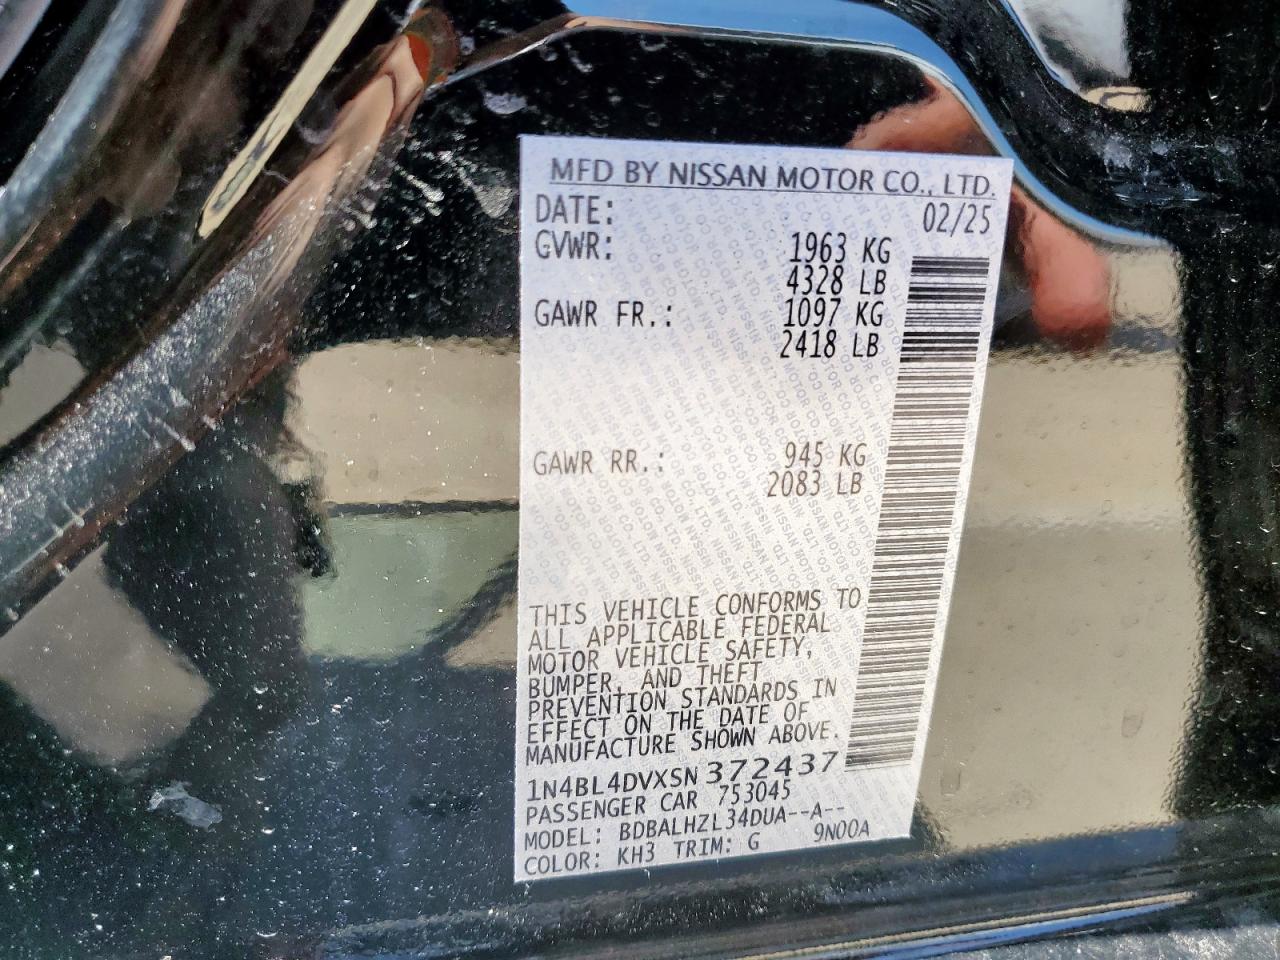 MFD BY NISSAN MOTOR CO., LTD.
DATE: 02/25
GVWR: 1963 KG
4328 LB
GAWR FR.: 1097 KG
2418 LB
GAWR RR.: 945 KG
2083 LB
THIS VEHICLE CONFORMS TO
ALL APPLICABLE FEDERAL
MOTOR VEHICLE SAFETY,
BUMPER, AND THEFT
PREVENTION STANDARDS IN
EFFECT ON THE DATE OF
MANUFACTURE SHOWN ABOVE.
1N4BL4DVXSN372437
PASSENGER CAR 753045
MODEL: BDBALHZL34DUA--A--
COLOR: KH3 TRIM: G 9N00A